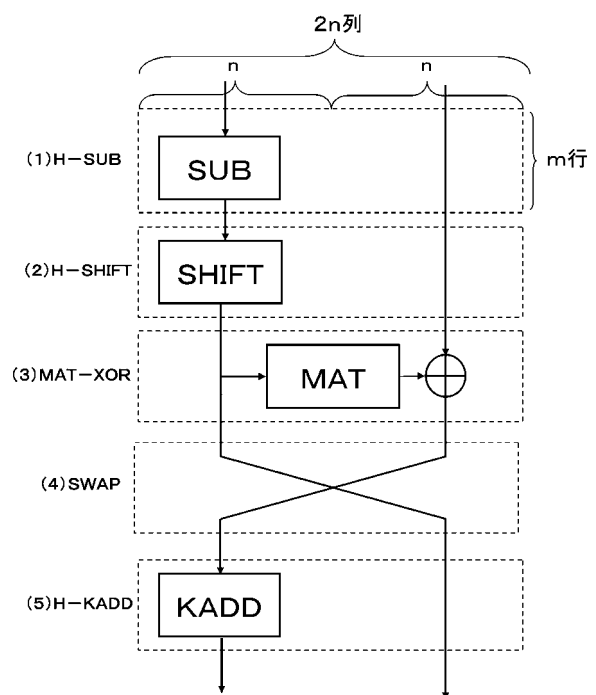 2n列
n n
(1)H-SUB
SUB
m行
(2)H-SHIFT
SHIFT
(3)MAT-XOR
MAT
(4)SWAP
(5)H-KADD
KADD